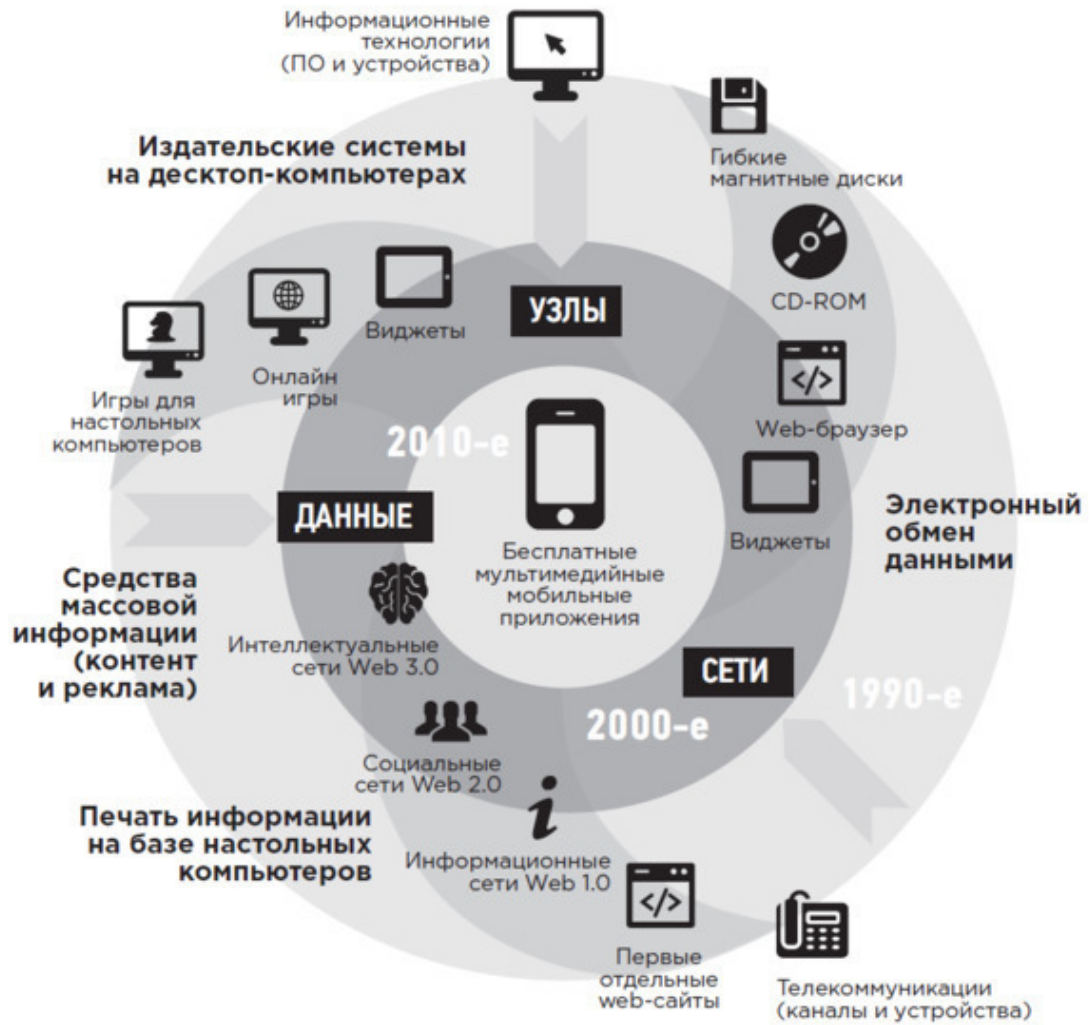 Информационные
технологии
(ПО и устройства)
Издательские системы
на десктоп-компьютерах
Гибкие
магнитные диски
CD-ROM
УЗЛЫ
Виджеты
Онлайн
игры
Игры для
настольных
компьютеров
Web-браузер
2010-е
ДАННЫЕ
Виджеты
Электронный
обмен
данными
Бесплатные
мультимедийные
мобильные
приложения
Средства
массовой
информации
(контент
и реклама)
Интеллектуальные
сети Web 3.0
СЕТИ
1990-е
2000-е
Социальные
сети Web 2.0
Печать информации
на базе настольных
компьютеров
Информационные
сети Web 1.0
Первые
отдельные
web-сайты
Телекоммуникации
(каналы и устройства)